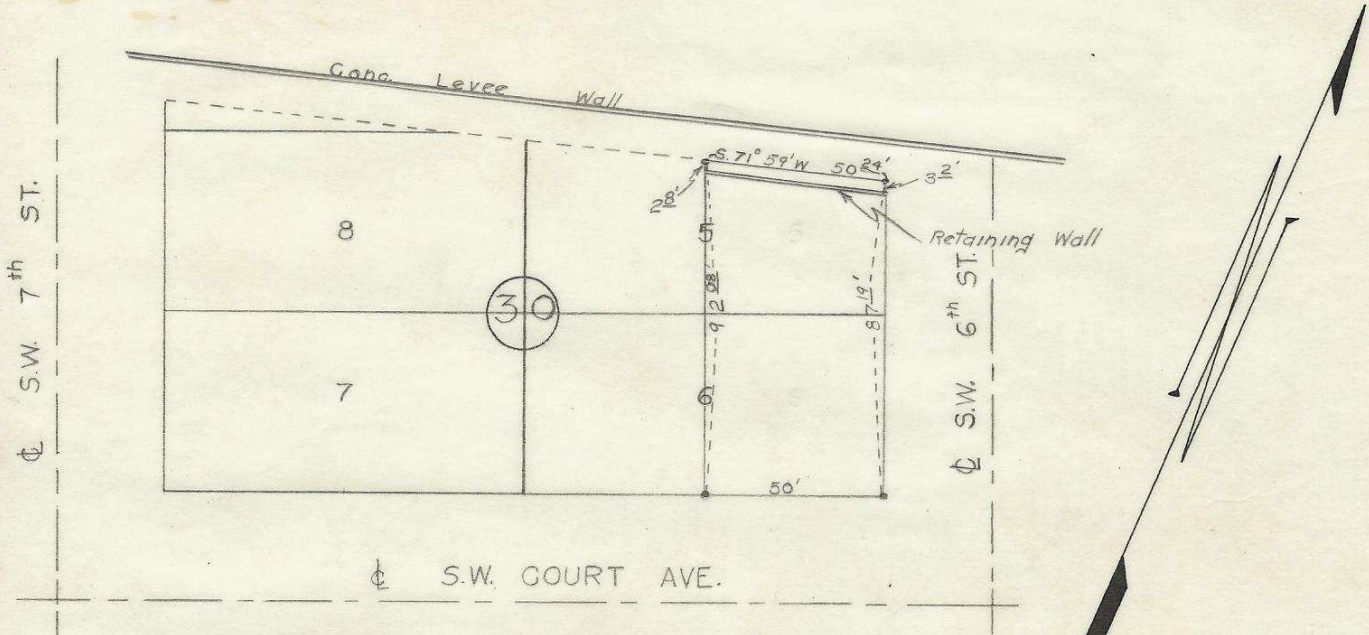 Conc. Levee Wall
S. 71° 59' W 50 24'
3 2'
2 8'
Retaining Wall
8
5
30
92 08'
87 19'
7
6
50'
℄ S.W. 7th ST.
℄ S.W. 6th ST.
℄ S.W. COURT AVE.